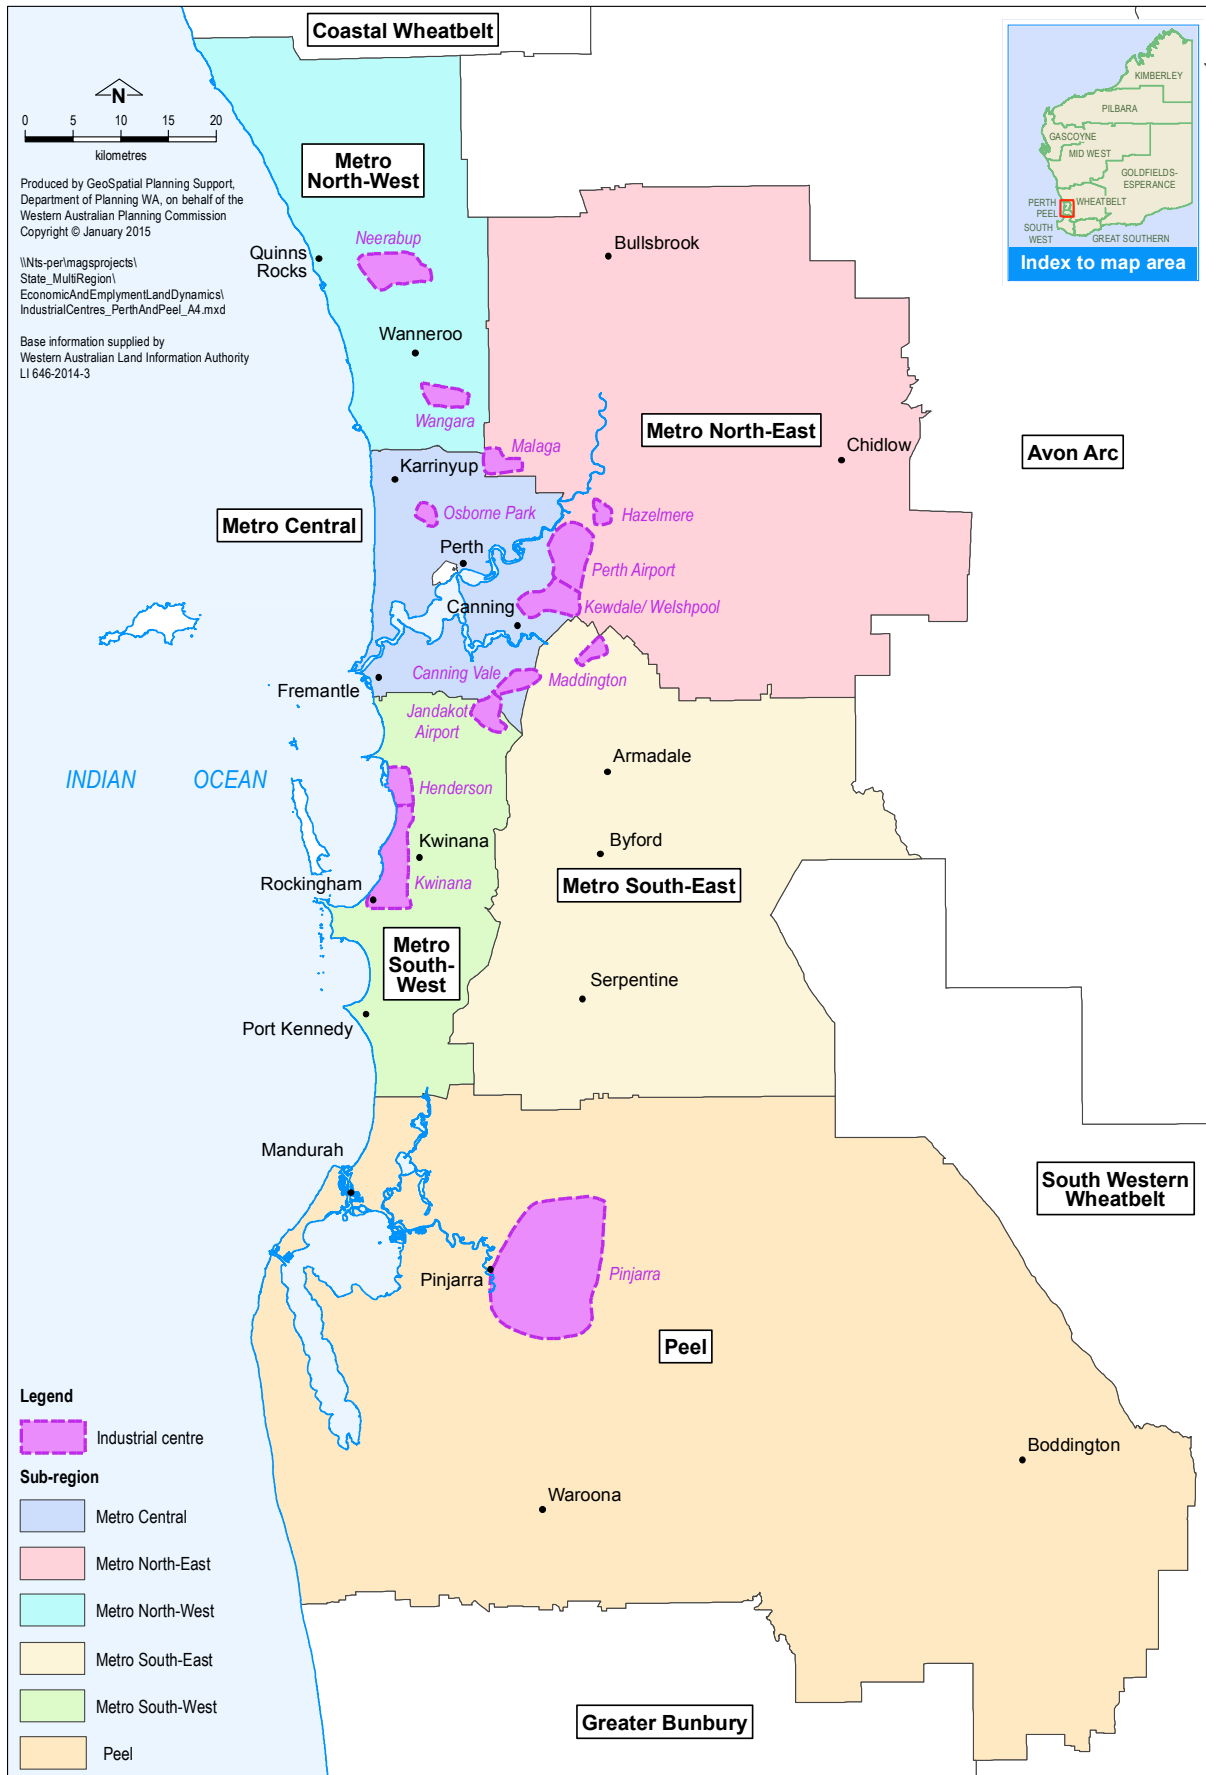 Coastal Wheatbelt
N
0 5 10 15 20
kilometres
Produced by GeoSpatial Planning Support,
Department of Planning WA, on behalf of the
Western Australian Planning Commission
Copyright © January 2015
\\Nts-per\magsprojects\
State_MultiRegion\
EconomicAndEmplymentLandDynamics\
IndustrialCentres_PerthAndPeel_A4.mxd
Base information supplied by
Western Australian Land Information Authority
LI 646-2014-3
KIMBERLEY
PILBARA
GASCOYNE
MID WEST
GOLDFIELDS-
ESPERANCE
PERTH
PEEL
WHEATBELT
SOUTH
WEST
GREAT SOUTHERN
Index to map area
Metro
North-West
Neerabup
Quinns
Rocks
Bullsbrook
Wanneroo
Wangara
Metro North-East
Malaga
Chidlow
Avon Arc
Karrinyup
Metro Central
Osborne Park
Hazelmere
Perth
Perth Airport
Canning
Kewdale/ Welshpool
Canning Vale
Maddington
Fremantle
Jandakot
Airport
Armadale
INDIAN OCEAN
Henderson
Kwinana
Byford
Rockingham
Kwinana
Metro South-East
Metro
South-
West
Serpentine
Port Kennedy
Mandurah
South Western
Wheatbelt
Pinjarra
Pinjarra
Peel
Boddington
Waroona
Greater Bunbury
Legend
Industrial centre
Sub-region
Metro Central
Metro North-East
Metro North-West
Metro South-East
Metro South-West
Peel